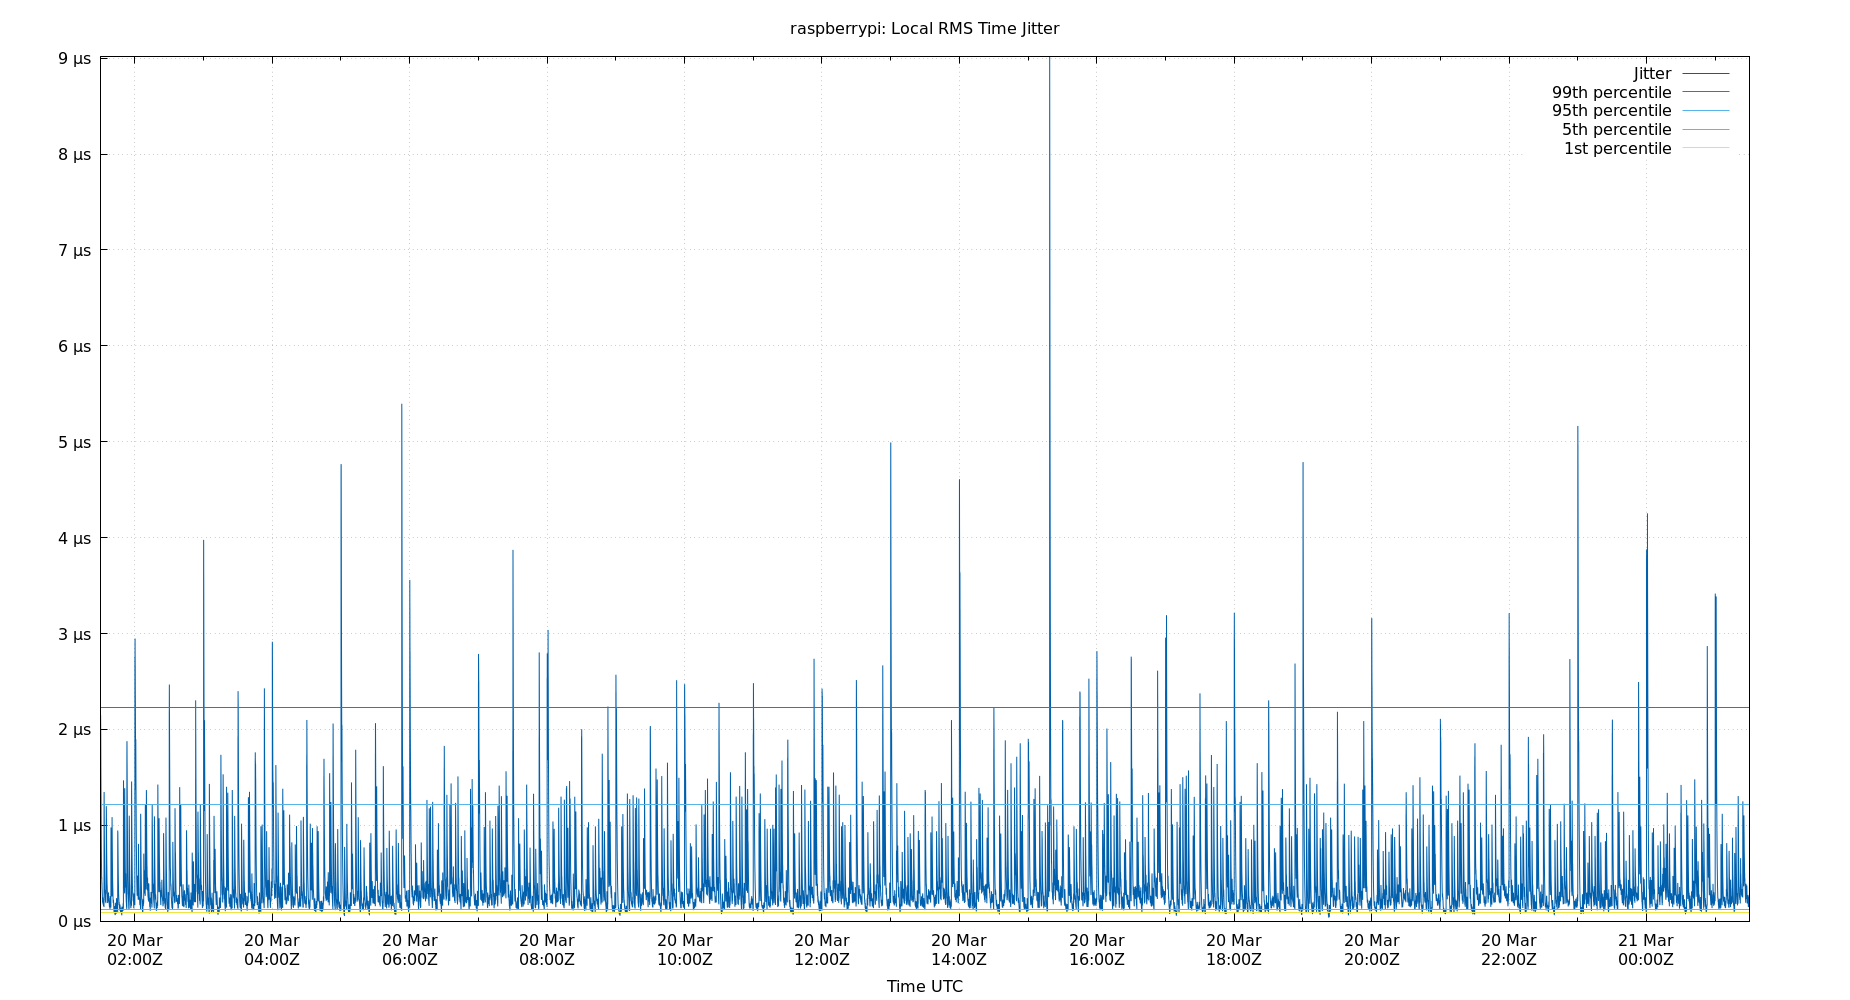 raspberrypi: Local RMS Time Jitter
9 µs
8 µs
7 µs
6 µs
5 µs
4 µs
3 µs
2 µs
1 µs
0 µs
Jitter
99th percentile
95th percentile
5th percentile
1st percentile
20 Mar 20 Mar 20 Mar 20 Mar 20 Mar 20 Mar 20 Mar 20 Mar 20 Mar 20 Mar 20 Mar 21 Mar
02:00Z 04:00Z 06:00Z 08:00Z 10:00Z 12:00Z 14:00Z 16:00Z 18:00Z 20:00Z 22:00Z 00:00Z
Time UTC